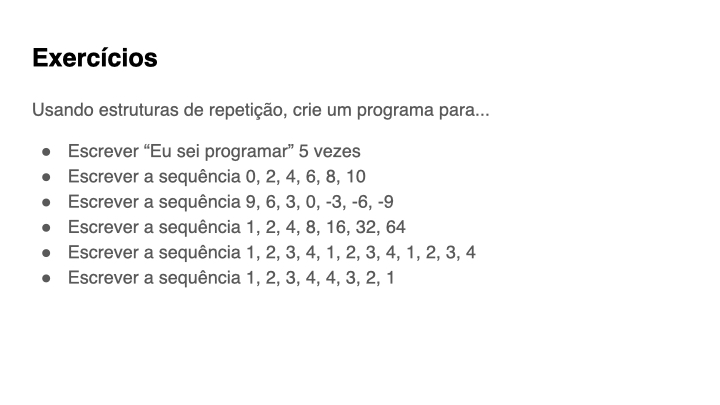 Exercícios
Usando estruturas de repetição, crie um programa para...
● Escrever “Eu sei programar” 5 vezes
● Escrever a sequência 0, 2, 4, 6, 8, 10
● Escrever a sequência 9, 6, 3, 0, -3, -6, -9
● Escrever a sequência 1, 2, 4, 8, 16, 32, 64
● Escrever a sequência 1, 2, 3, 4, 1, 2, 3, 4, 1, 2, 3, 4
● Escrever a sequência 1, 2, 3, 4, 4, 3, 2, 1